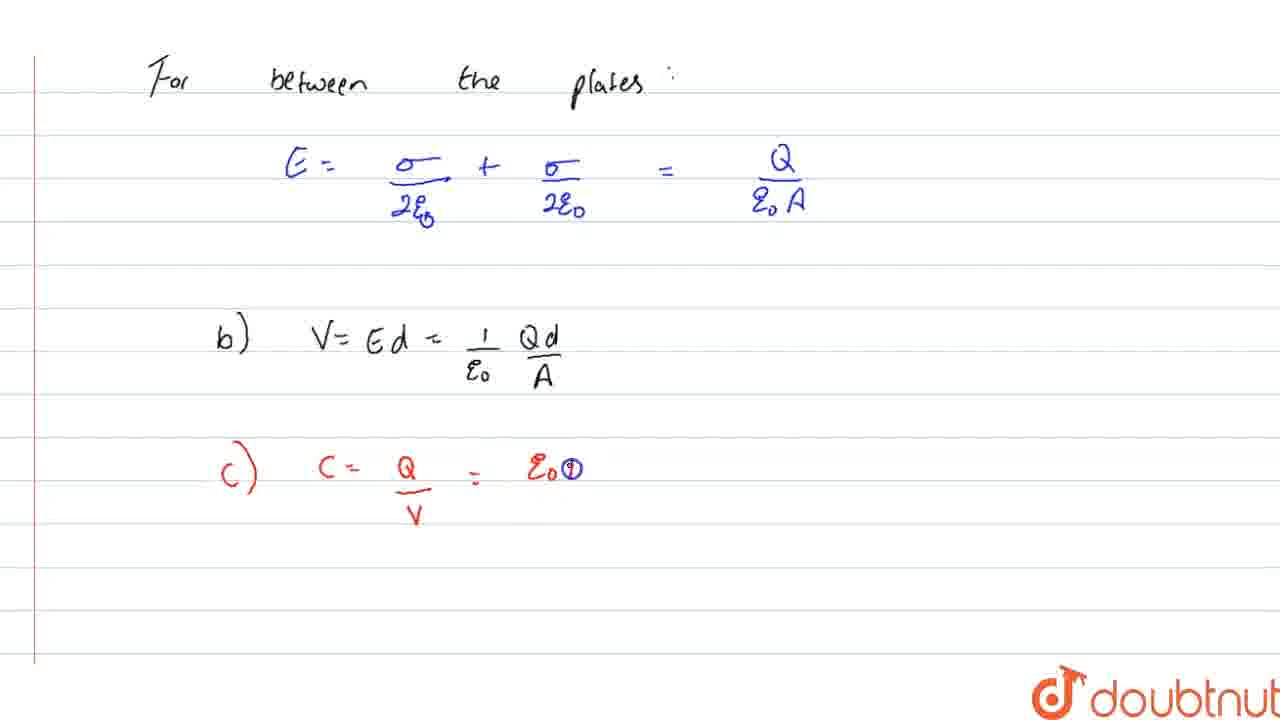 For between the plates :
E = σ/2ε₀ + σ/2ε₀ = Q/ε₀A
b) V = Ed = 1/ε₀ Qd/A
c) C = Q/V = ε₀
doubtnut